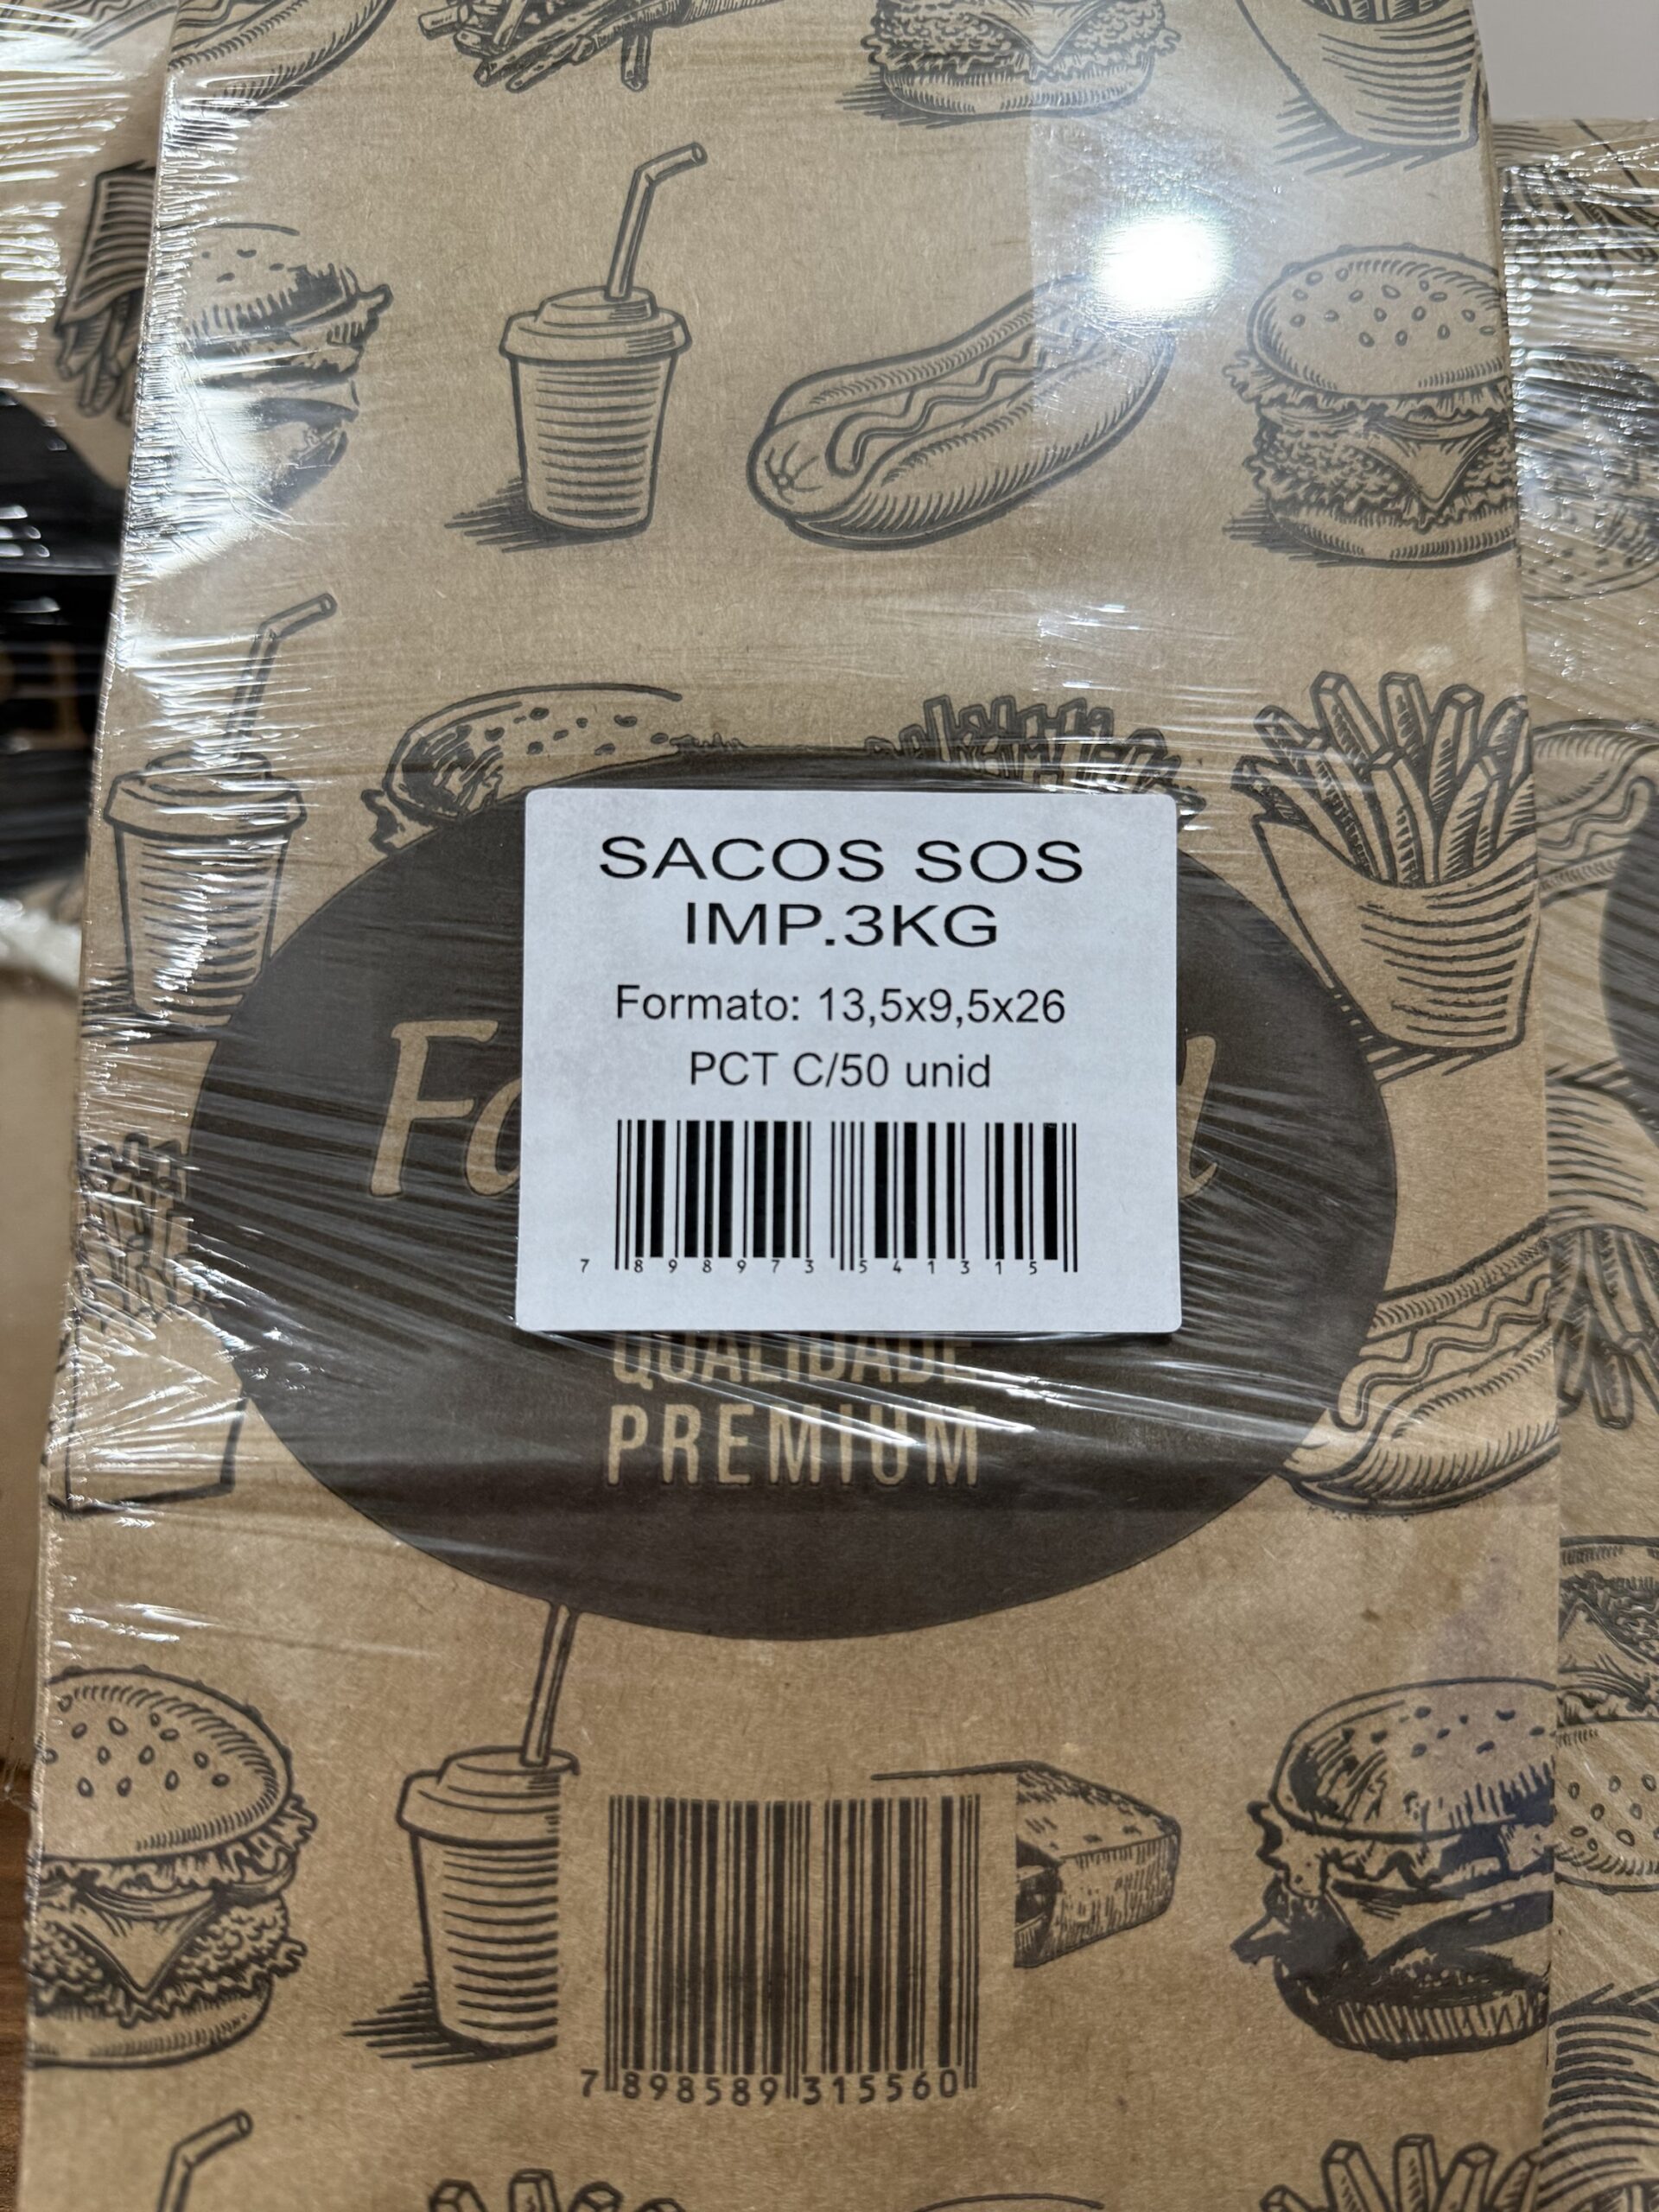 SACOS SOS
IMP.3KG
Formato: 13,5x9,5x26
PCT C/50 unid
7 898973 541315
QUALIDADE
PREMIUM
7 898589 315560